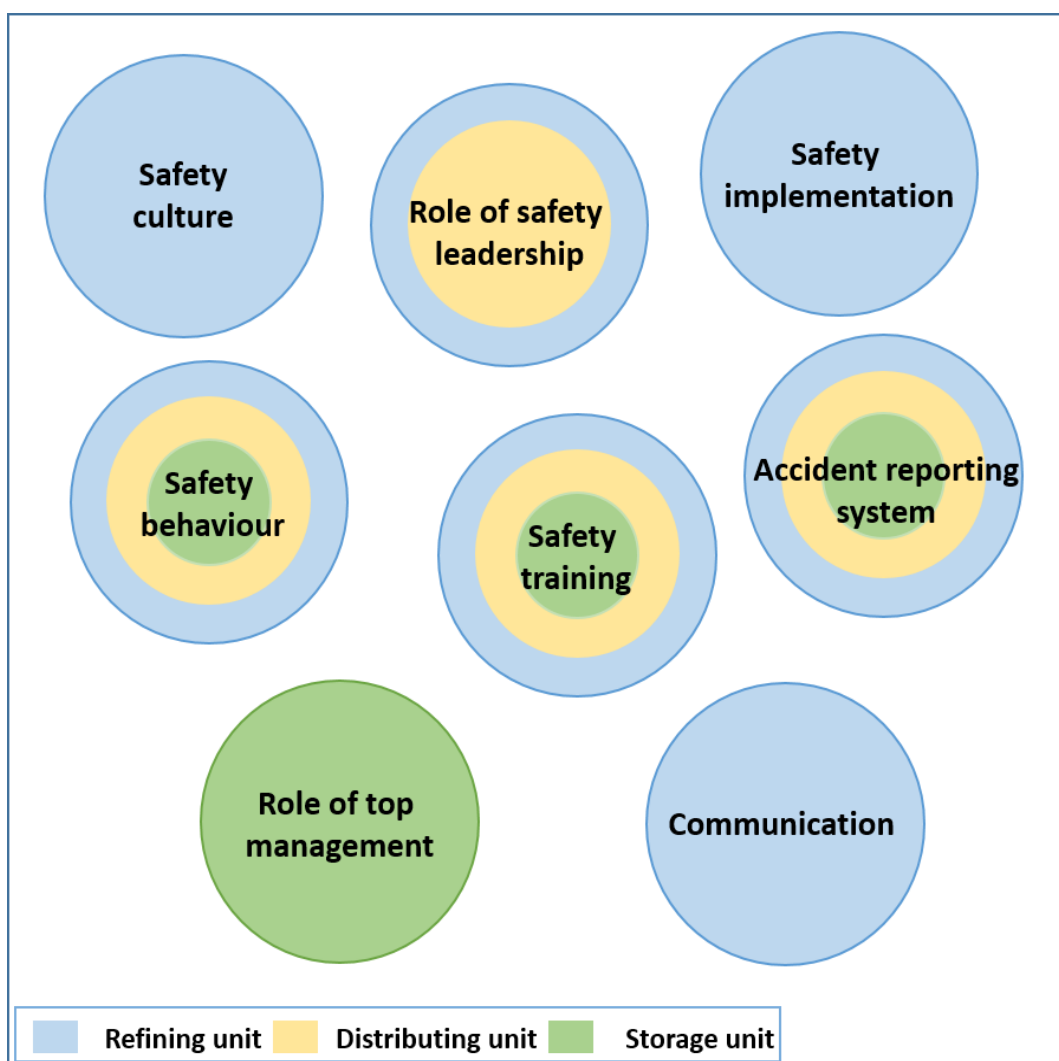 Safety
culture
Role of safety
leadership
Safety
implementation
Safety
behaviour
Safety
training
Accident reporting
system
Role of top
management
Communication
Refining unit
Distributing unit
Storage unit